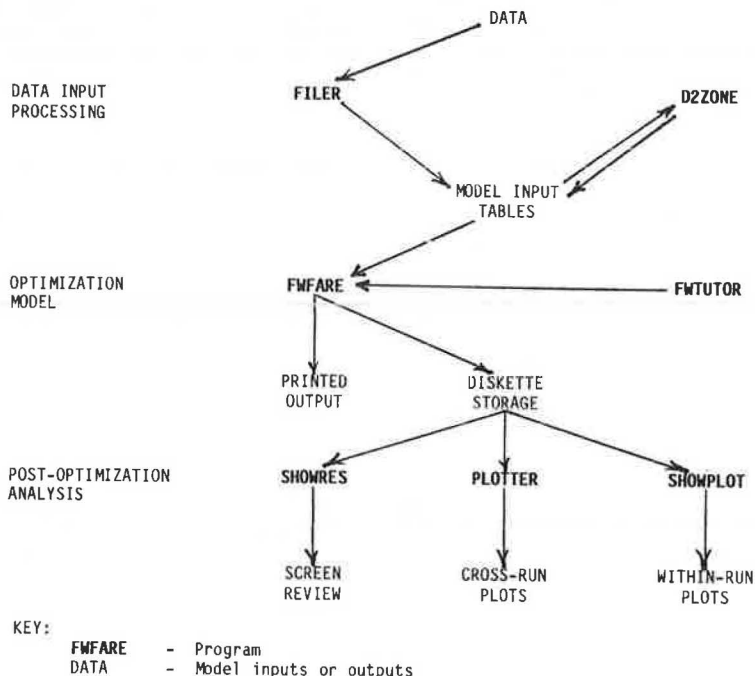 DATA
DATA INPUT
PROCESSING
FILER
D2ZONE
MODEL INPUT
TABLES
OPTIMIZATION
MODEL
FWFARE
FWTUTOR
PRINTED
OUTPUT
DISKETTE
STORAGE
POST-OPTIMIZATION
ANALYSIS
SHOWRES
PLOTTER
SHOWPLOT
SCREEN
REVIEW
CROSS-RUN
PLOTS
WITHIN-RUN
PLOTS
KEY:
FWFARE - Program
DATA - Model inputs or outputs